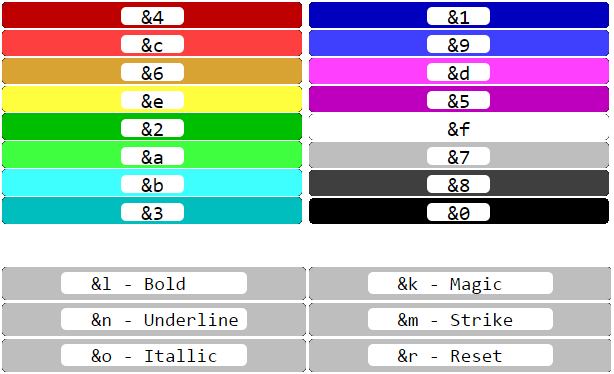 &4 &1
&c &9
&6 &d
&e &5
&2 &f
&a &7
&b &8
&3 &0
&l - Bold &k - Magic
&n - Underline &m - Strike
&o - Itallic &r - Reset